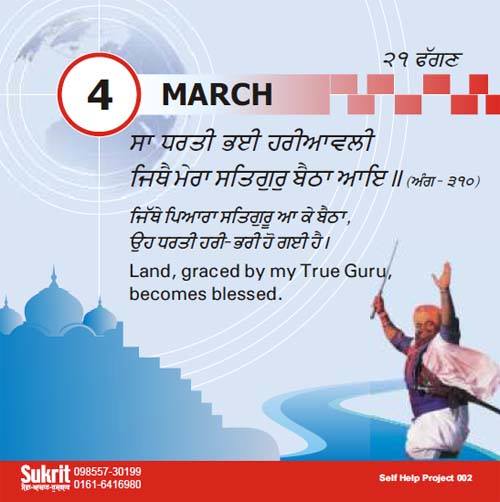 ੨੧ ਫੱਗਣ
4 MARCH
ਸਾ ਧਰਤੀ ਭਈ ਹਰੀਆਵਲੀ
ਜਿਥੈ ਮੇਰਾ ਸਤਿਗੁਰੁ ਬੈਠਾ ਆਇ ॥ (ਅੰਗ - ੩੧੦)
ਜਿੱਥੇ ਪਿਆਰਾ ਸਤਿਗੁਰੂ ਆ ਕੇ ਬੈਠਾ,
ਉਹ ਧਰਤੀ ਹਰੀ-ਭਰੀ ਹੋ ਗਈ ਹੈ।
Land, graced by my True Guru,
becomes blessed.
Sukrit 098557-30199
0161-6416980
Self Help Project 002